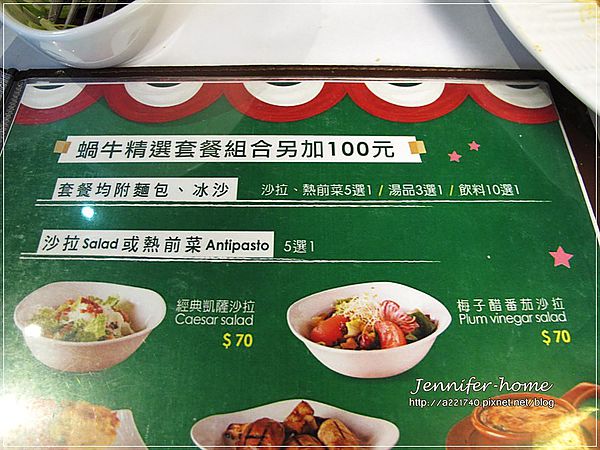 蝸牛精選套餐組合另加100元
套餐均附麵包、冰沙 沙拉、熱前菜5選1 / 湯品3選1 / 飲料10選1
沙拉 Salad 或熱前菜 Antipasto 5選1
經典凱薩沙拉
Caesar salad
$70
梅子醋番茄沙拉
Plum vinegar salad
$70
Jennifer-home
http://a221740.pixnet.net/blog